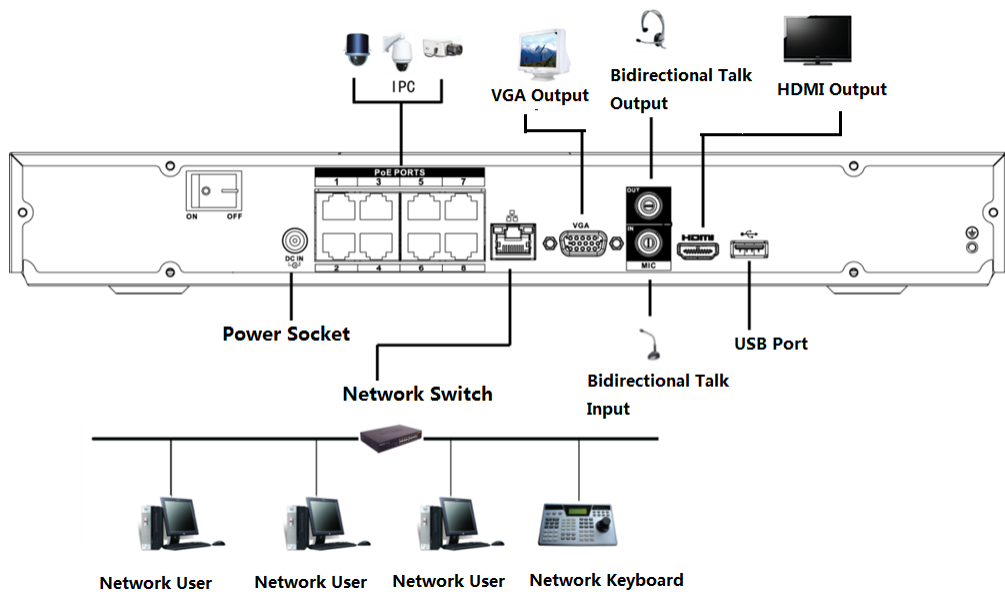 IPC
VGA Output
Bidirectional Talk
Output
HDMI Output
ON OFF
PoE PORTS
1 3 5 7
2 4 6 8
DC IN
VGA
OUT
IN
MIC
HDMI
Power Socket
Network Switch
Bidirectional Talk
Input
USB Port
Network User
Network User
Network User
Network Keyboard